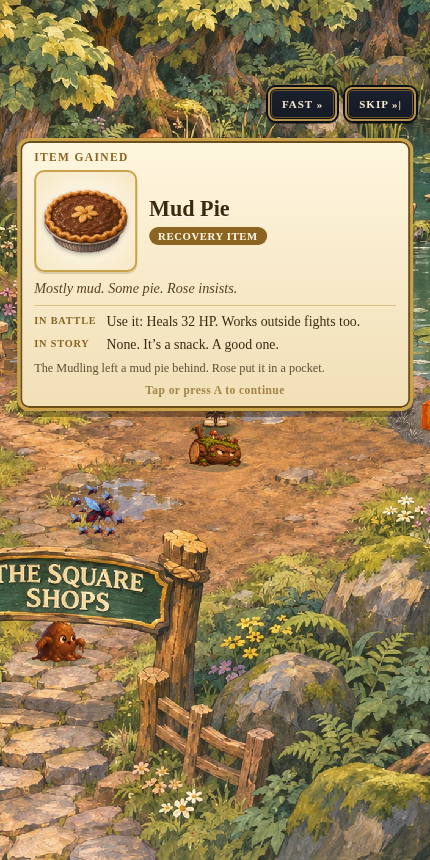 FAST »
SKIP »|
ITEM GAINED
Mud Pie
RECOVERY ITEM
Mostly mud. Some pie. Rose insists.
IN BATTLE Use it: Heals 32 HP. Works outside fights too.
IN STORY None. It’s a snack. A good one.
The Mudling left a mud pie behind. Rose put it in a pocket.
Tap or press A to continue
THE SQUARE
SHOPS